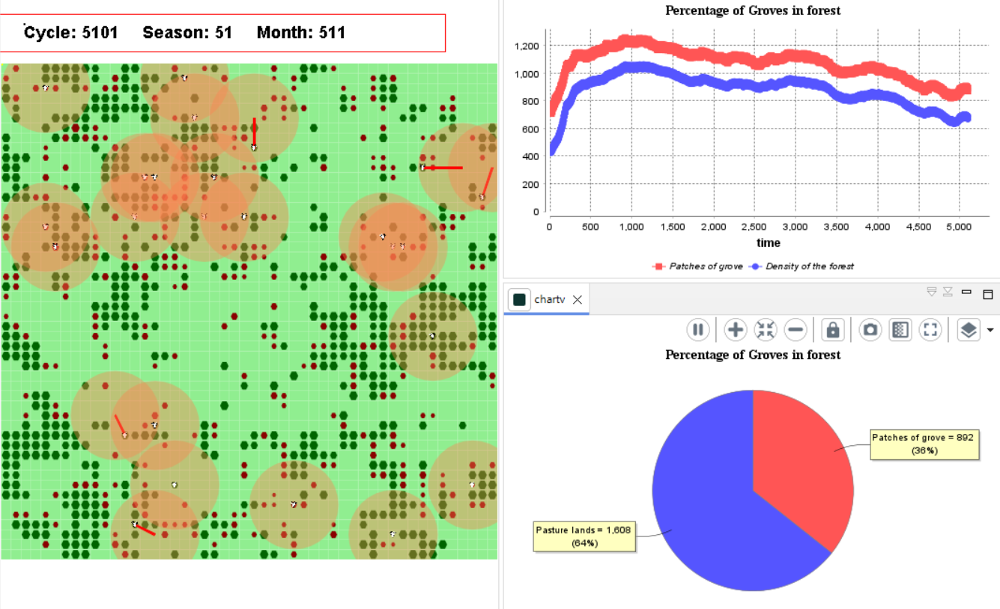 Cycle: 5101 Season: 51 Month: 511
Percentage of Groves in forest
1,200
1,000
800
600
400
200
0
0 500 1,000 1,500 2,000 2,500 3,000 3,500 4,000 4,500 5,000
time
Patches of grove Density of the forest
chartv
Percentage of Groves in forest
Patches of grove = 892
(36%)
Pasture lands = 1,608
(64%)